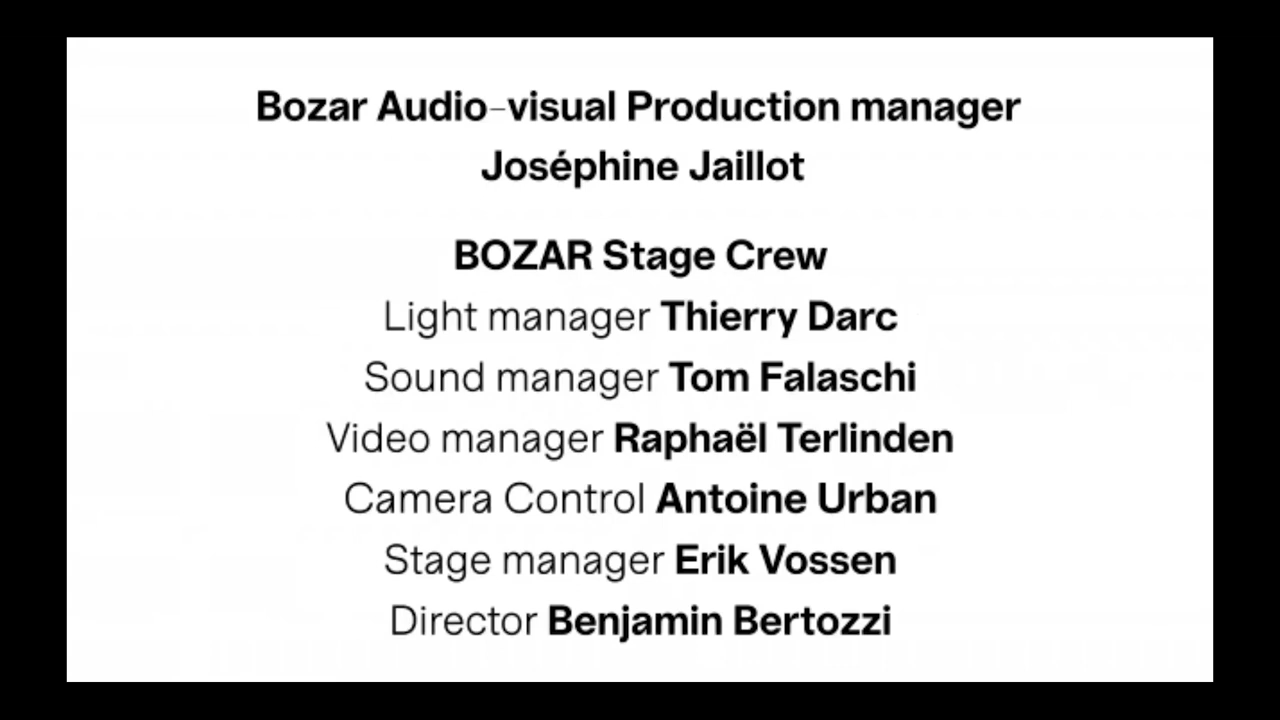 Bozar Audio-visual Production manager
Joséphine Jaillot
BOZAR Stage Crew
Light manager Thierry Darc
Sound manager Tom Falaschi
Video manager Raphaël Terlinden
Camera Control Antoine Urban
Stage manager Erik Vossen
Director Benjamin Bertozzi